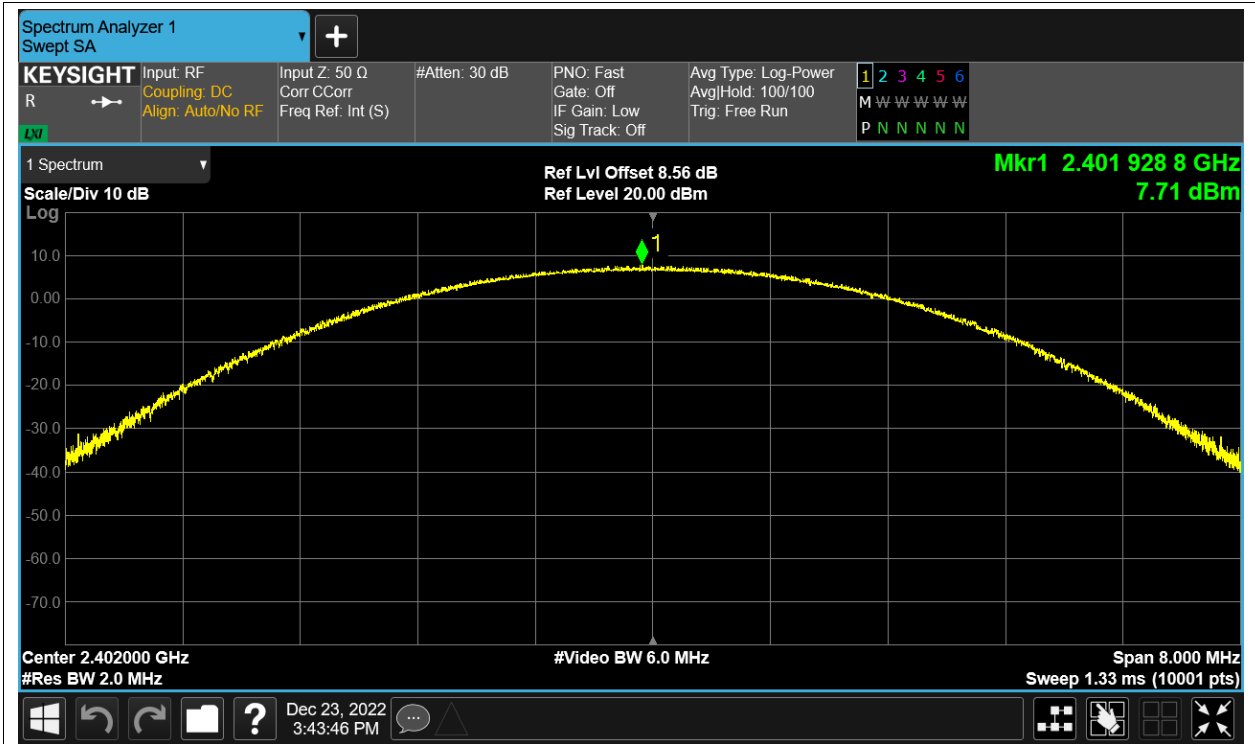 Spectrum Analyzer 1
Swept SA
KEYSIGHT
R
LXI
Input: RF
Coupling: DC
Align: Auto/No RF
Input Z: 50 Ω
Corr CCorr
Freq Ref: Int (S)
#Atten: 30 dB
PNO: Fast
Gate: Off
IF Gain: Low
Sig Track: Off
Avg Type: Log-Power
Avg|Hold: 100/100
Trig: Free Run
1 2 3 4 5 6
M W W W W W W
P N N N N N N
1 Spectrum
Scale/Div 10 dB
Log
Ref Lvl Offset 8.56 dB
Ref Level 20.00 dBm
Mkr1 2.401 928 8 GHz
7.71 dBm
1
10.0
0.00
-10.0
-20.0
-30.0
-40.0
-50.0
-60.0
-70.0
Center 2.402000 GHz
#Res BW 2.0 MHz
#Video BW 6.0 MHz
Span 8.000 MHz
Sweep 1.33 ms (10001 pts)
?
Dec 23, 2022
3:43:46 PM